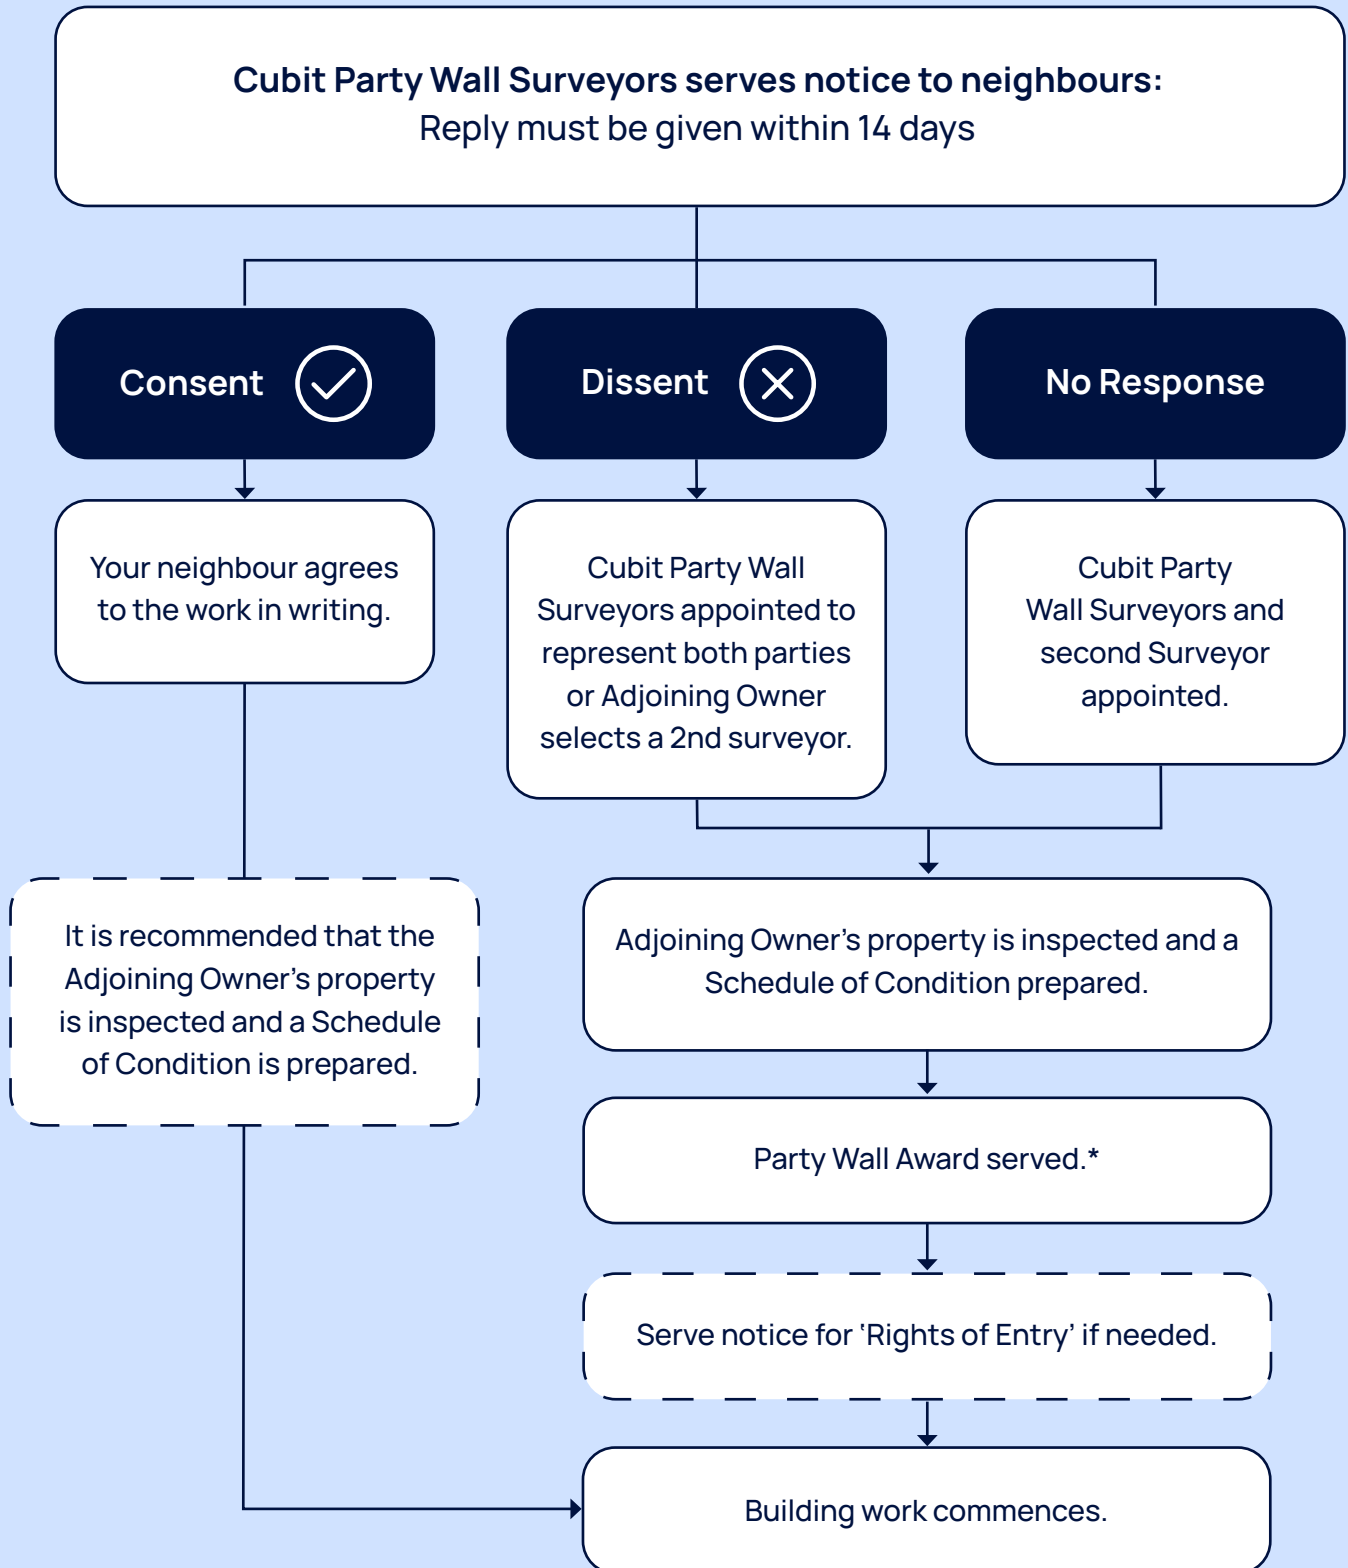 Cubit Party Wall Surveyors serves notice to neighbours:
Reply must be given within 14 days
Consent
Dissent
No Response
Your neighbour agrees
to the work in writing.
Cubit Party Wall
Surveyors appointed to
represent both parties
or Adjoining Owner
selects a 2nd surveyor.
Cubit Party
Wall Surveyors and
second Surveyor
appointed.
It is recommended that the
Adjoining Owner's property
is inspected and a Schedule
of Condition is prepared.
Adjoining Owner's property is inspected and a
Schedule of Condition prepared.
Party Wall Award served.*
Serve notice for ‘Rights of Entry’ if needed.
Building work commences.